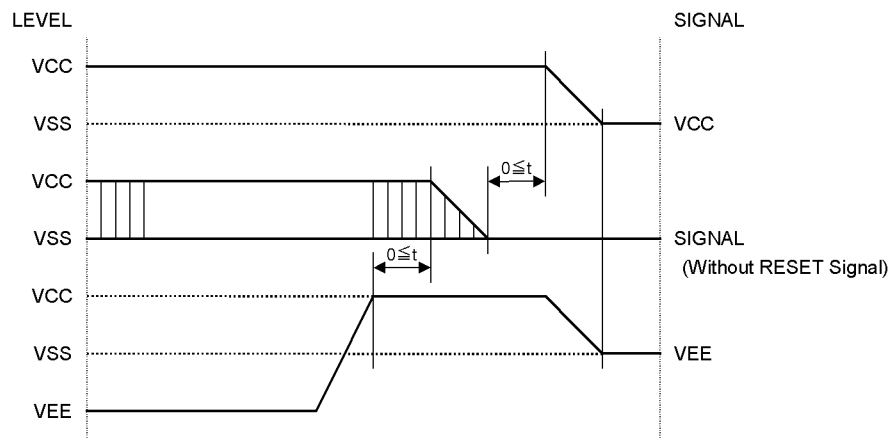 LEVEL SIGNAL
VCC
VSS VCC
0≦t
VCC
VSS SIGNAL
0≦t
(Without RESET Signal)
VCC
VSS VEE
VEE